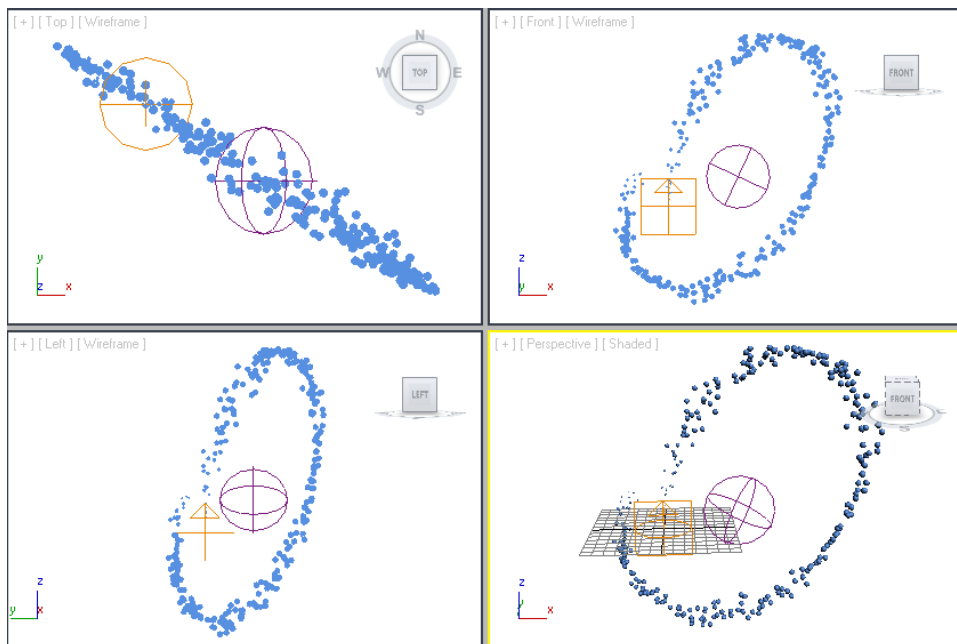 [ + ] [ Top ] [ Wireframe ]
N
W TOP E
S
y
z x
[ + ] [ Front ] [ Wireframe ]
FRONT
z
y x
[ + ] [ Left ] [ Wireframe ]
LEFT
z
y x
[ + ] [ Perspective ] [ Shaded ]
FRONT
S
z
y x